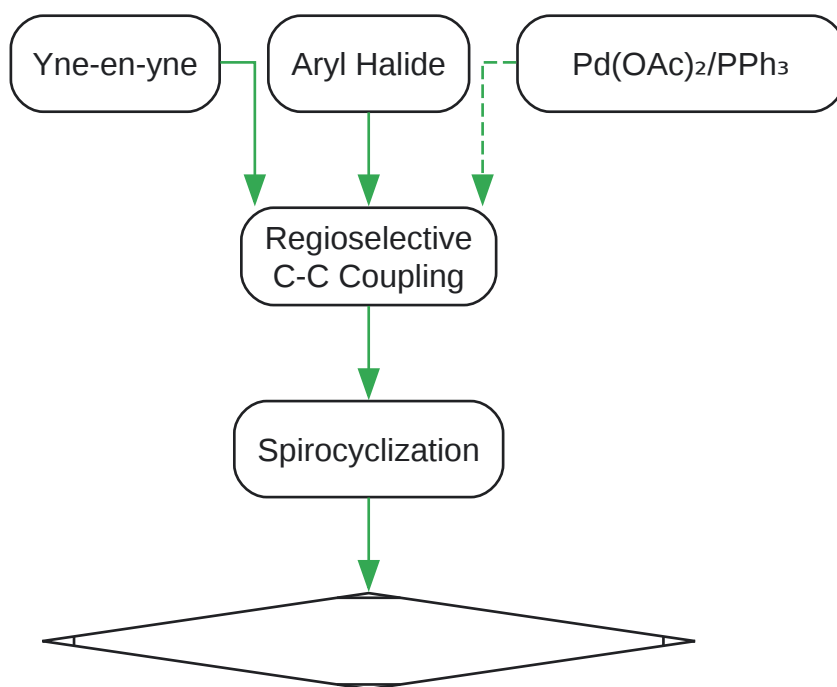 Yne-en-yne
Aryl Halide
Pd(OAc)₂/PPh₃
Regioselective
C-C Coupling
Spirocyclization